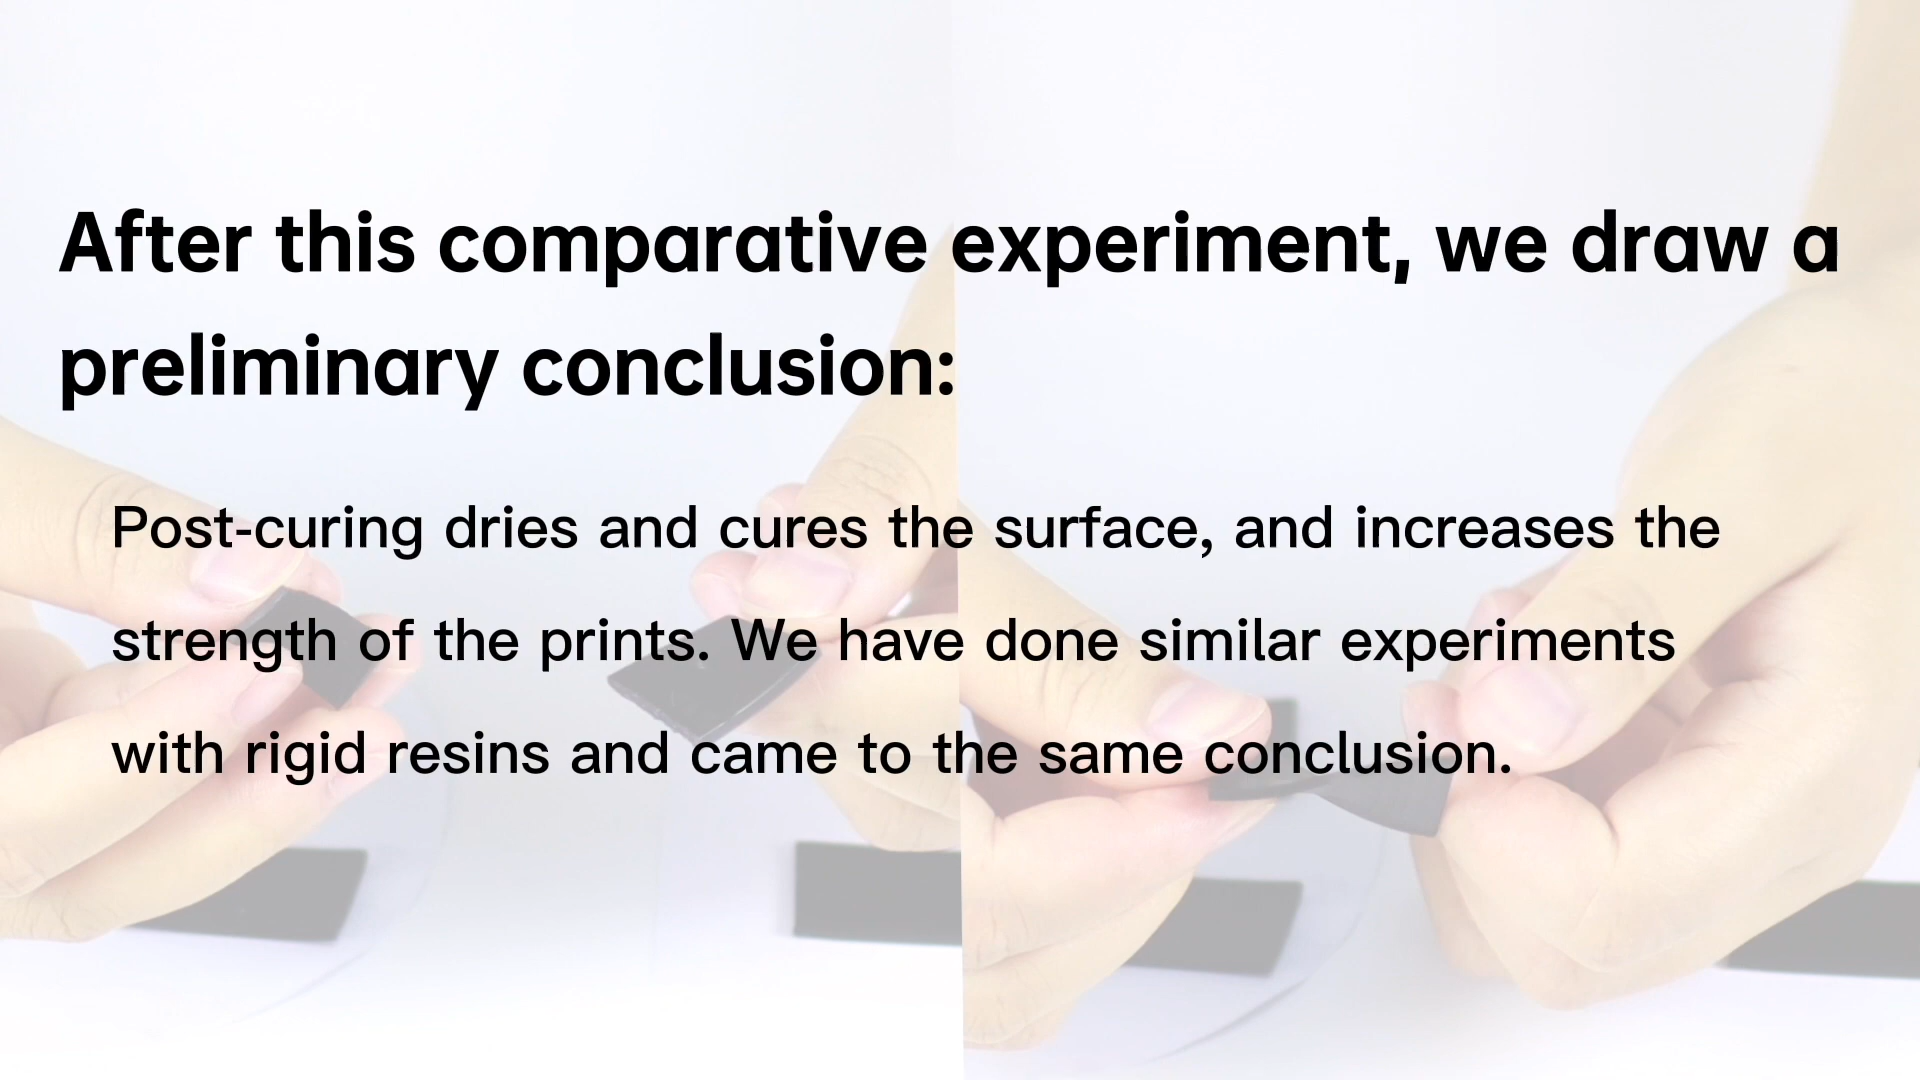 After this comparative experiment, we draw a
preliminary conclusion:
Post-curing dries and cures the surface, and increases the
strength of the prints. We have done similar experiments
with rigid resins and came to the same conclusion.